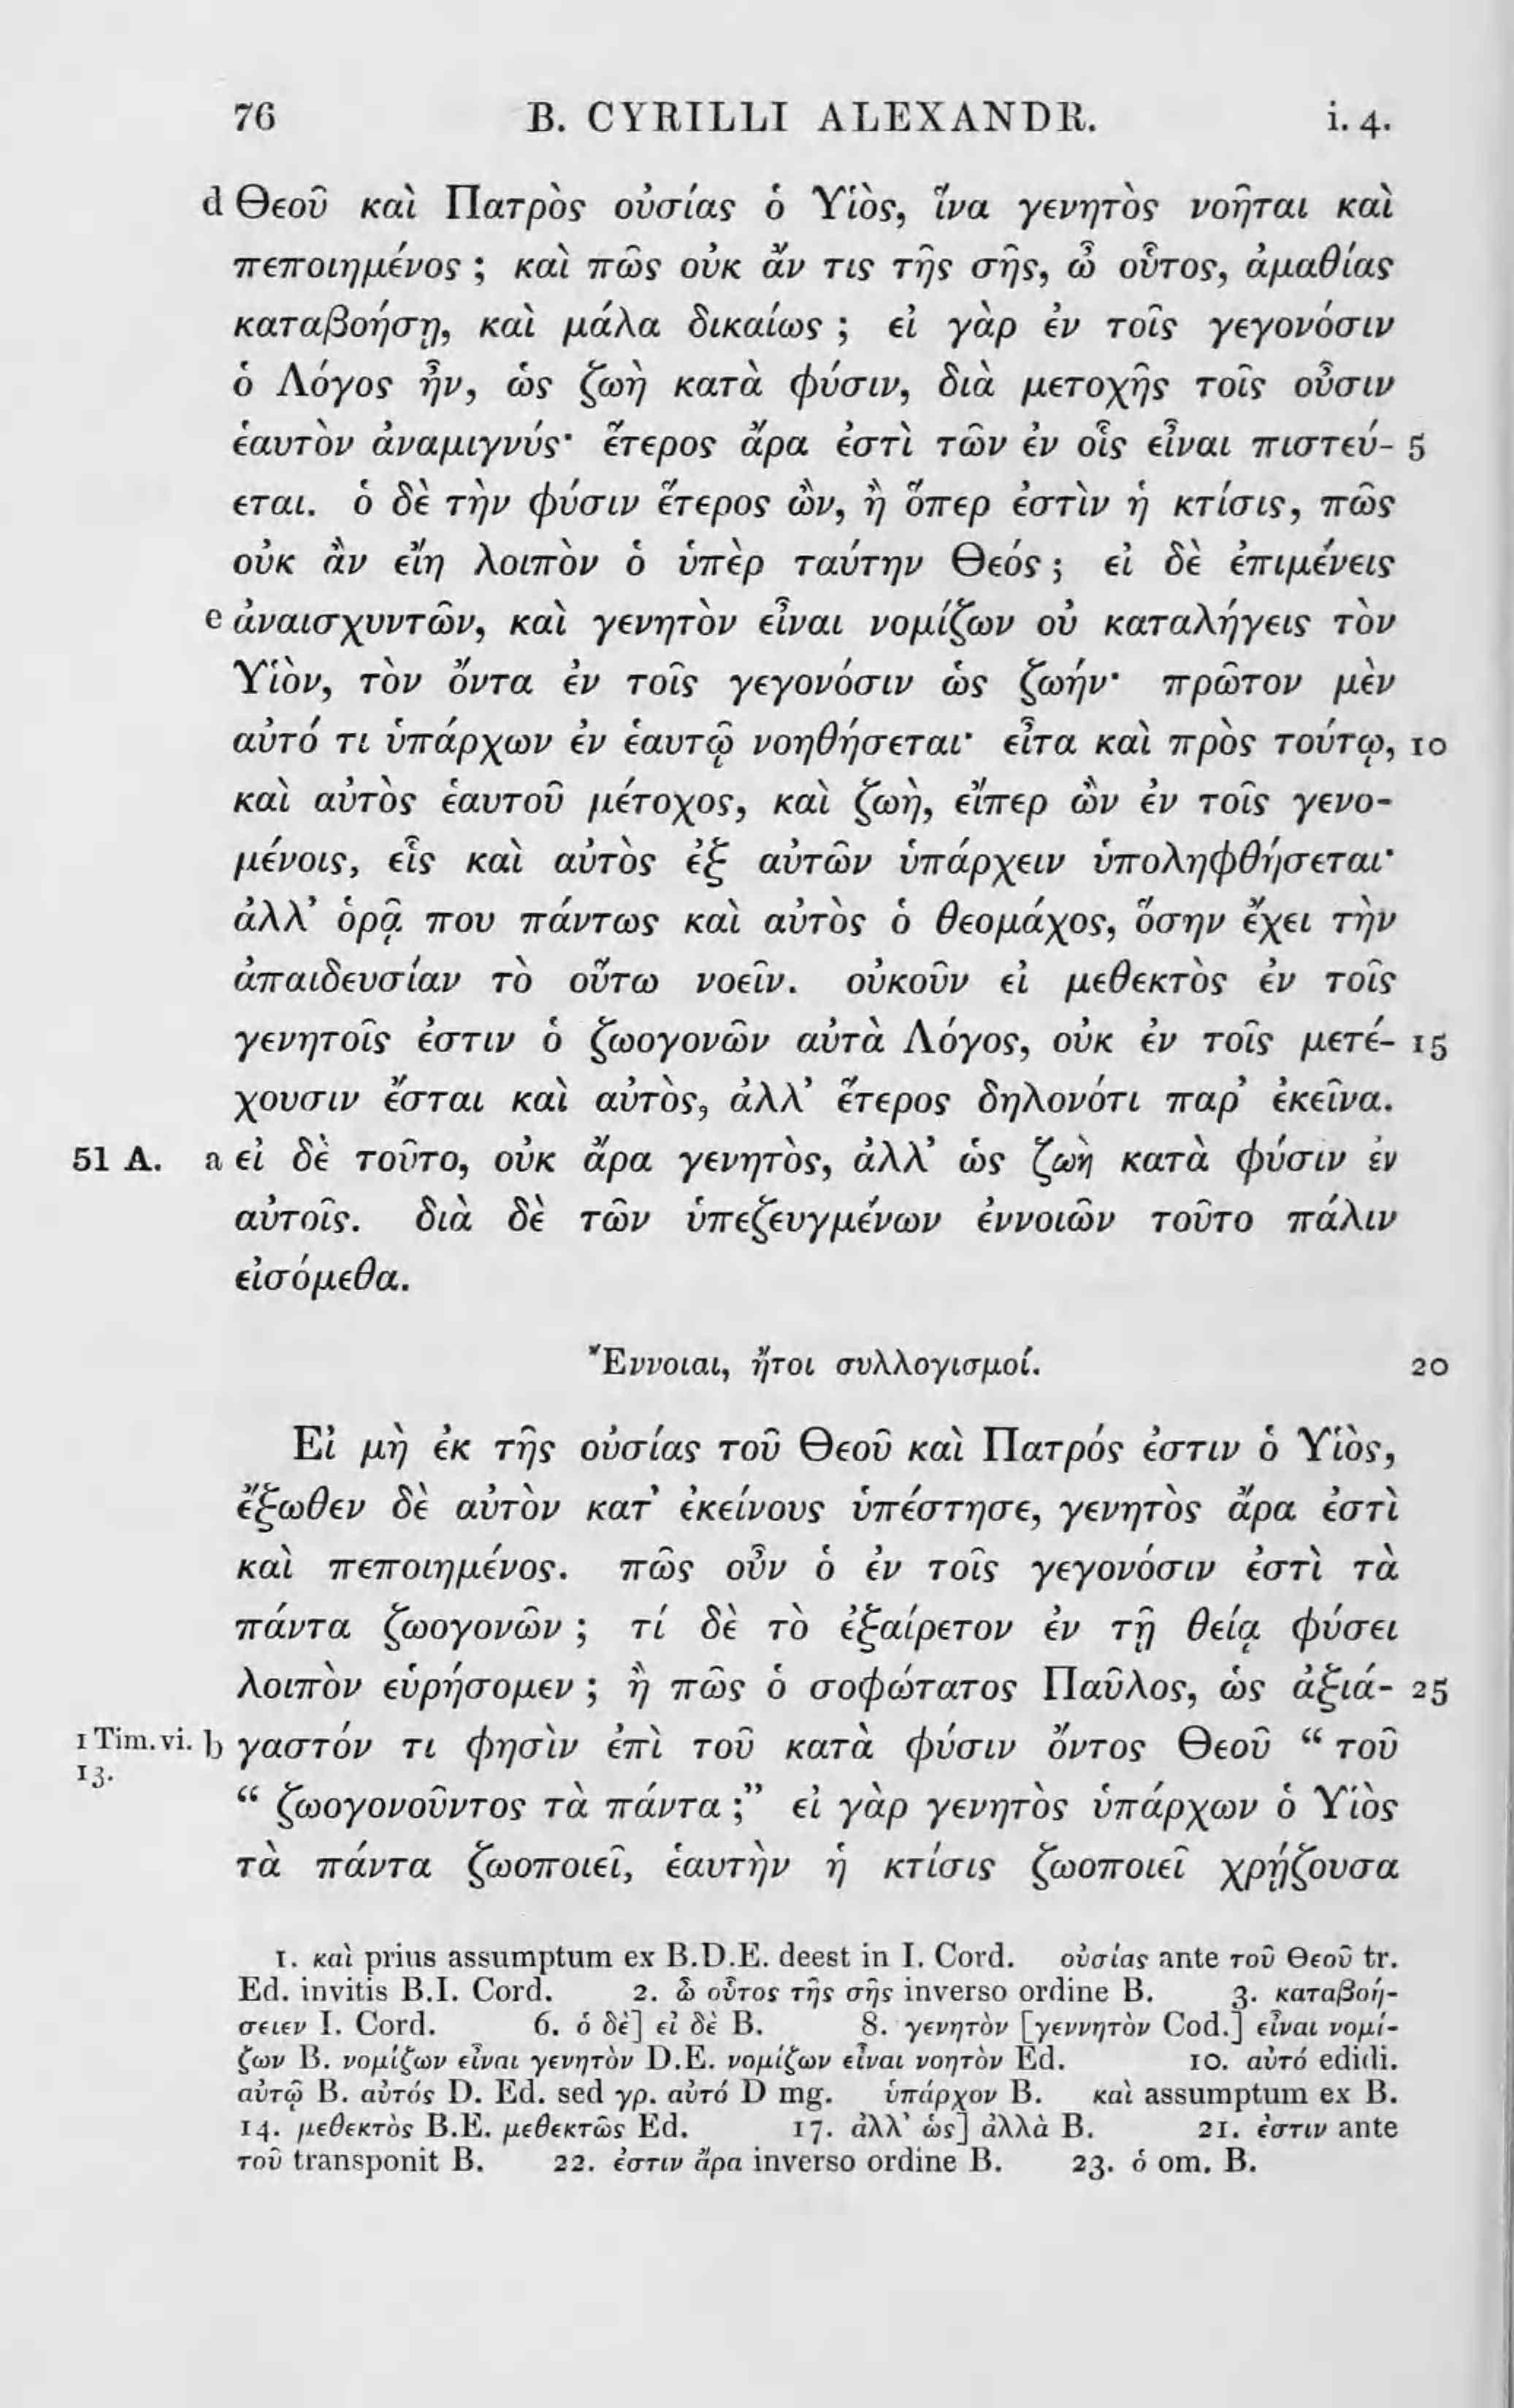 76 B. CYRILLI ALEXANDR. i. 4.
d Θεοῦ καὶ Πατρὸς οὐσίας ὁ Υἱὸς, ἵνα γενητὸς νοῆται καὶ
πεποιημένος ; καὶ πῶς οὐκ ἄν τις τῆς σῆς, ὦ οὗτος, ἀμαθίας
καταβοήσῃ, καὶ μάλα δικαίως ; εἰ γὰρ ἐν τοῖς γεγονόσιν
ὁ Λόγος ἦν, ὡς ζωὴ κατὰ φύσιν, διὰ μετοχῆς τοῖς οὖσιν
ἑαυτὸν ἀναμιγνύς· ἕτερος ἄρα ἐστὶ τῶν ἐν οἷς εἶναι πιστεύ- 5
εται. ὁ δὲ τὴν φύσιν ἕτερος ὢν, ἢ ὅπερ ἐστὶν ἡ κτίσις, πῶς
οὐκ ἂν εἴη λοιπὸν ὁ ὑπὲρ ταύτην Θεός ; εἰ δὲ ἐπιμένεις
e ἀναισχυντῶν, καὶ γενητὸν εἶναι νομίζων οὐ καταλήγεις τὸν
Υἱὸν, τὸν ὄντα ἐν τοῖς γεγονόσιν ὡς ζωήν· πρῶτον μὲν
αὐτό τι ὑπάρχων ἐν ἑαυτῷ νοηθήσεται· εἶτα καὶ πρὸς τούτῳ, 10
καὶ αὐτὸς ἑαυτοῦ μέτοχος, καὶ ζωὴ, εἴπερ ὢν ἐν τοῖς γενο-
μένοις, εἷς καὶ αὐτὸς ἐξ αὐτῶν ὑπάρχειν ὑποληφθήσεται·
ἀλλ’ ὁρᾷ που πάντως καὶ αὐτὸς ὁ θεομάχος, ὅσην ἔχει τὴν
ἀπαιδευσίαν τὸ οὕτω νοεῖν. οὐκοῦν εἰ μεθεκτὸς ἐν τοῖς
γενητοῖς ἐστιν ὁ ζωογονῶν αὐτὰ Λόγος, οὐκ ἐν τοῖς μετέ- 15
χουσιν ἔσται καὶ αὐτὸς, ἀλλ’ ἕτερος δηλονότι παρ’ ἐκεῖνα.
51 A. a εἰ δὲ τοῦτο, οὐκ ἄρα γενητὸς, ἀλλ’ ὡς ζωὴ κατὰ φύσιν ἐν
αὐτοῖς. διὰ δὲ τῶν ὑπεζευγμένων ἐννοιῶν τοῦτο πάλιν
εἰσόμεθα.
Ἔννοιαι, ἤτοι συλλογισμοί. 20
Εἰ μὴ ἐκ τῆς οὐσίας τοῦ Θεοῦ καὶ Πατρός ἐστιν ὁ Υἱὸς,
ἔξωθεν δὲ αὐτὸν κατ’ ἐκείνους ὑπέστησε, γενητὸς ἄρα ἐστὶ
καὶ πεποιημένος. πῶς οὖν ὁ ἐν τοῖς γεγονόσιν ἐστὶ τὰ
πάντα ζωογονῶν ; τί δὲ τὸ ἐξαίρετον ἐν τῇ θείᾳ φύσει
λοιπὸν εὑρήσομεν ; ἢ πῶς ὁ σοφώτατος Παῦλος, ὡς ἀξιά- 25
1 Tim. vi. 13. b γαστόν τι φησὶν ἐπὶ τοῦ κατὰ φύσιν ὄντος Θεοῦ “ τοῦ
“ ζωογονοῦντος τὰ πάντα ;” εἰ γὰρ γενητὸς ὑπάρχων ὁ Υἱὸς
τὰ πάντα ζωοποιεῖ, ἑαυτὴν ἡ κτίσις ζωοποιεῖ χρῄζουσα
1. καὶ prius assumptum ex B.D.E. deest in I. Cord. οὐσίας ante τοῦ Θεοῦ tr.
Ed. invitis B.I. Cord. 2. ὦ οὗτος τῆς σῆς inverso ordine B. 3. καταβοή-
σειεν I. Cord. 6. ὁ δὲ] εἰ δὲ B. 8. γενητὸν [γεννητὸν Cod.] εἶναι νομί-
ζων B. νομίζων εἶναι γενητὸν D.E. νομίζων εἶναι νοητὸν Ed. 10. αὐτό edidi.
αὐτῷ B. αὐτός D. Ed. sed γρ. αὐτό D mg. ὑπάρχον B. καὶ assumptum ex B.
14. μεθεκτὸς B.E. μεθεκτῶς Ed. 17. ἀλλ’ ὡς] ἀλλὰ B. 21. ἐστιν ante
τοῦ transponit B. 22. ἐστιν ἄρα inverso ordine B. 23. ὁ om. B.